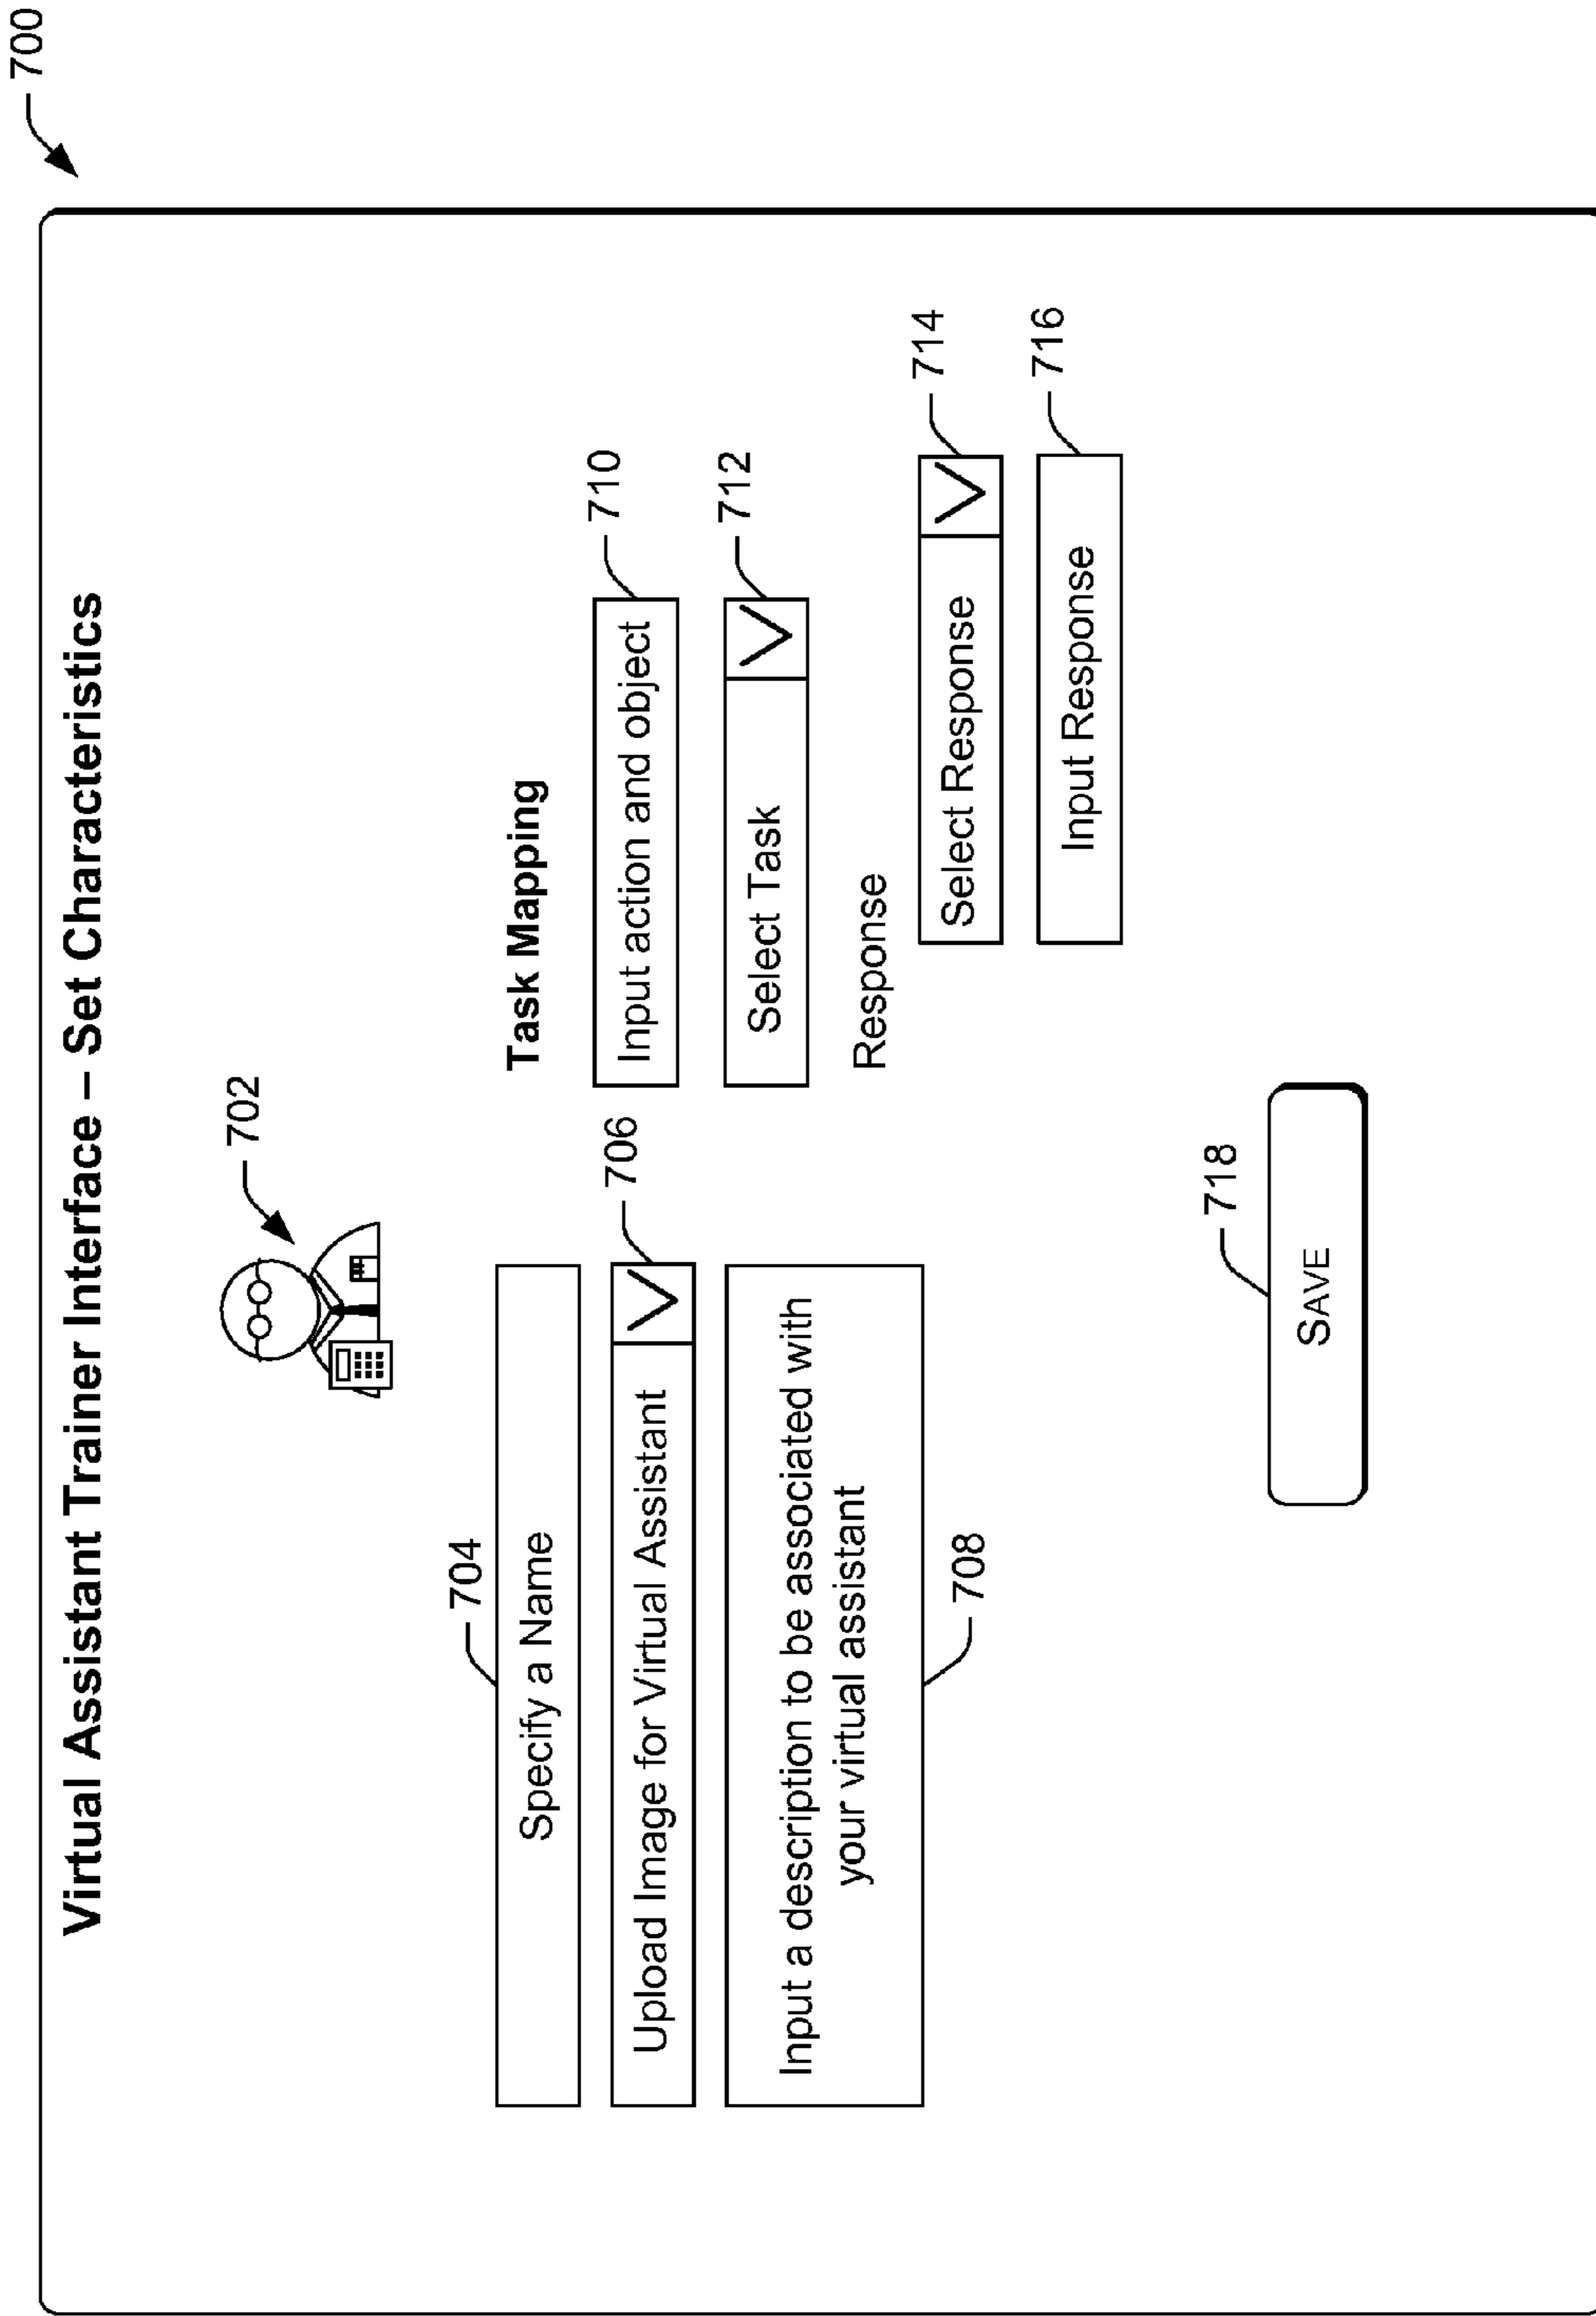 700
Virtual Assistant Trainer Interface – Set Characteristics
702
704
Specify a Name
Upload Image for Virtual Assistant
706
Input a description to be associated with
your virtual assistant
708
Task Mapping
710
Input action and object
712
Select Task
Response
714
Select Response
716
Input Response
718
SAVE